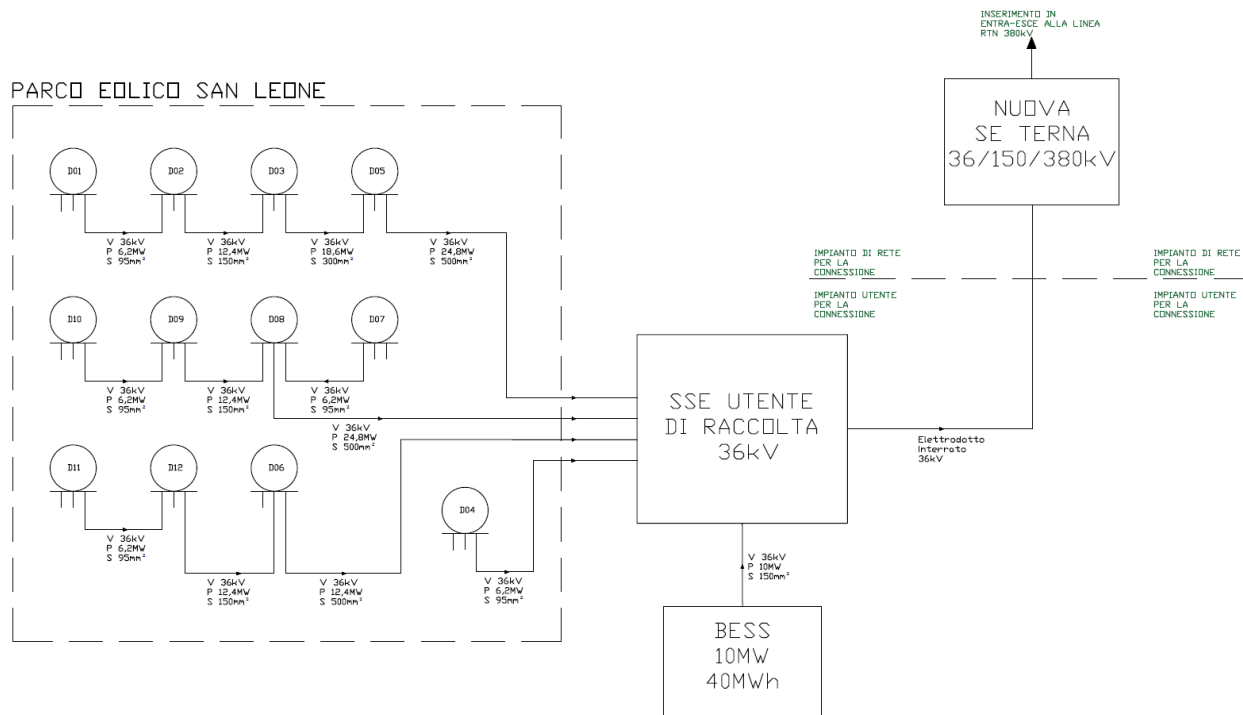 INSERIMENTO IN
ENTRA-ESCE ALLA LINEA
RTN 380kV
PARCO EOLICO SAN LEONE
NUOVA
SE TERNA
36/150/380kV
D01
D02
D03
D05
V 36kV
P 6,2MW
S 95mm²
V 36kV
P 12,4MW
S 150mm²
V 36kV
P 18,6MW
S 300mm²
V 36kV
P 24,8MW
S 500mm²
IMPIANTO DI RETE
PER LA
CONNESSIONE
IMPIANTO DI RETE
PER LA
CONNESSIONE
IMPIANTO UTENTE
PER LA
CONNESSIONE
IMPIANTO UTENTE
PER LA
CONNESSIONE
D10
D09
D08
D07
V 36kV
P 6,2MW
S 95mm²
V 36kV
P 12,4MW
S 150mm²
V 36kV
P 6,2MW
S 95mm²
V 36kV
P 24,8MW
S 500mm²
SSE UTENTE
DI RACCOLTA
36kV
Elettrodotto
Interrato
36kV
D11
D12
D06
D04
V 36kV
P 6,2MW
S 95mm²
V 36kV
P 12,4MW
S 150mm²
V 36kV
P 12,4MW
S 500mm²
V 36kV
P 6,2MW
S 95mm²
V 36kV
P 10MW
S 150mm²
BESS
10MW
40MWh